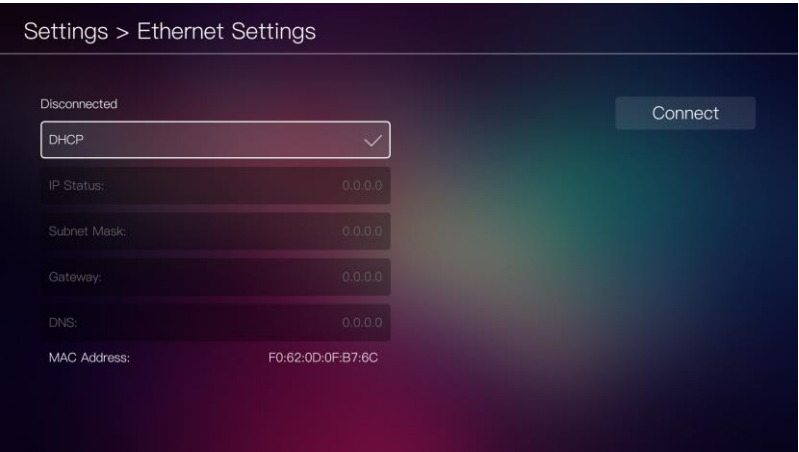 Settings > Ethernet Settings
Disconnected
Connect
DHCP
IP Status: 0.0.0.0
Subnet Mask: 0.0.0.0
Gateway: 0.0.0.0
DNS: 0.0.0.0
MAC Address: F0:62:0D:0F:B7:6C